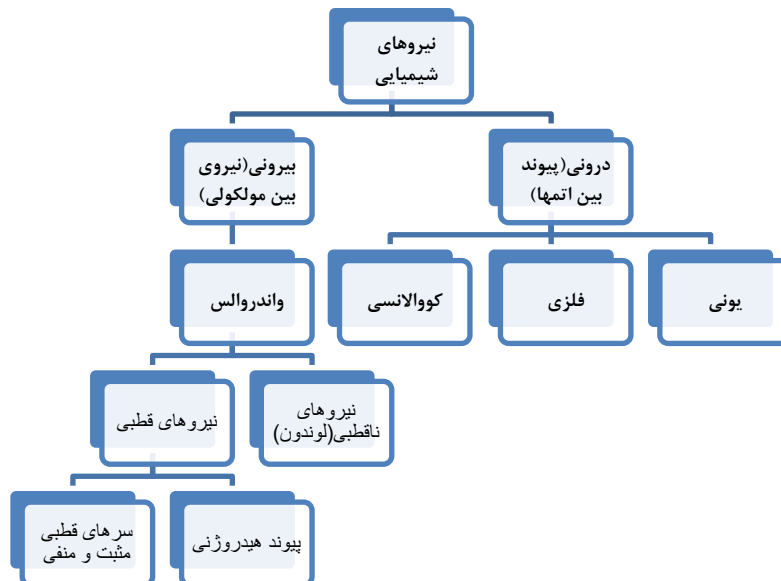 نیروهای
شیمیایی
درونی(پیوند
بین اتمها)
بیرونی(نیروی
بین مولکولی)
یونی
فلزی
کووالانسی
واندروالس
نیروهای
ناقطبی(لوندون)
نیروهای قطبی
پیوند هیدروژنی
سرهای قطبی
مثبت و منفی